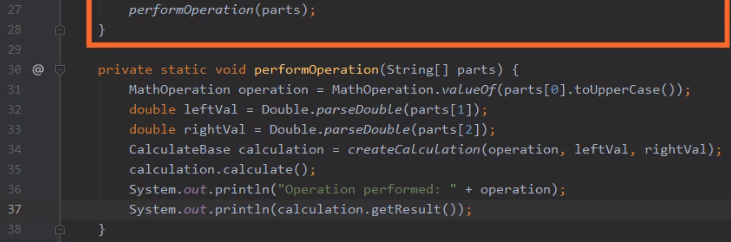 27 performOperation(parts);
28 }
29
30 @ private static void performOperation(String[] parts) {
31 MathOperation operation = MathOperation.valueOf(parts[0].toUpperCase());
32 double leftVal = Double.parseDouble(parts[1]);
33 double rightVal = Double.parseDouble(parts[2]);
34 CalculateBase calculation = createCalculation(operation, leftVal, rightVal);
35 calculation.calculate();
36 System.out.println("Operation performed: " + operation);
37 System.out.println(calculation.getResult());
38 }